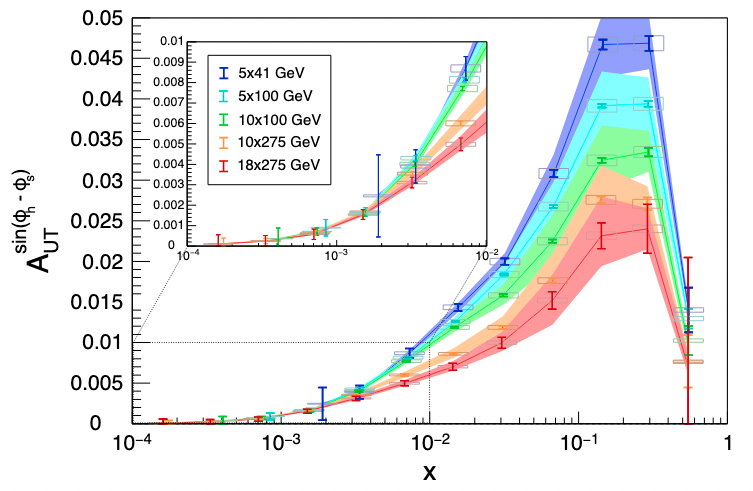 0.05
0.045
0.04
0.035
0.03
0.025
0.02
0.015
0.01
0.005
0
A_UT^sin(ϕ_h - ϕ_s)
0.01
0.009
0.008
0.007
0.006
0.005
0.004
0.003
0.002
0.001
0
5x41 GeV
5x100 GeV
10x100 GeV
10x275 GeV
18x275 GeV
10⁻⁴ 10⁻³ 10⁻²
10⁻⁴ 10⁻³ 10⁻² 10⁻¹ 1
x